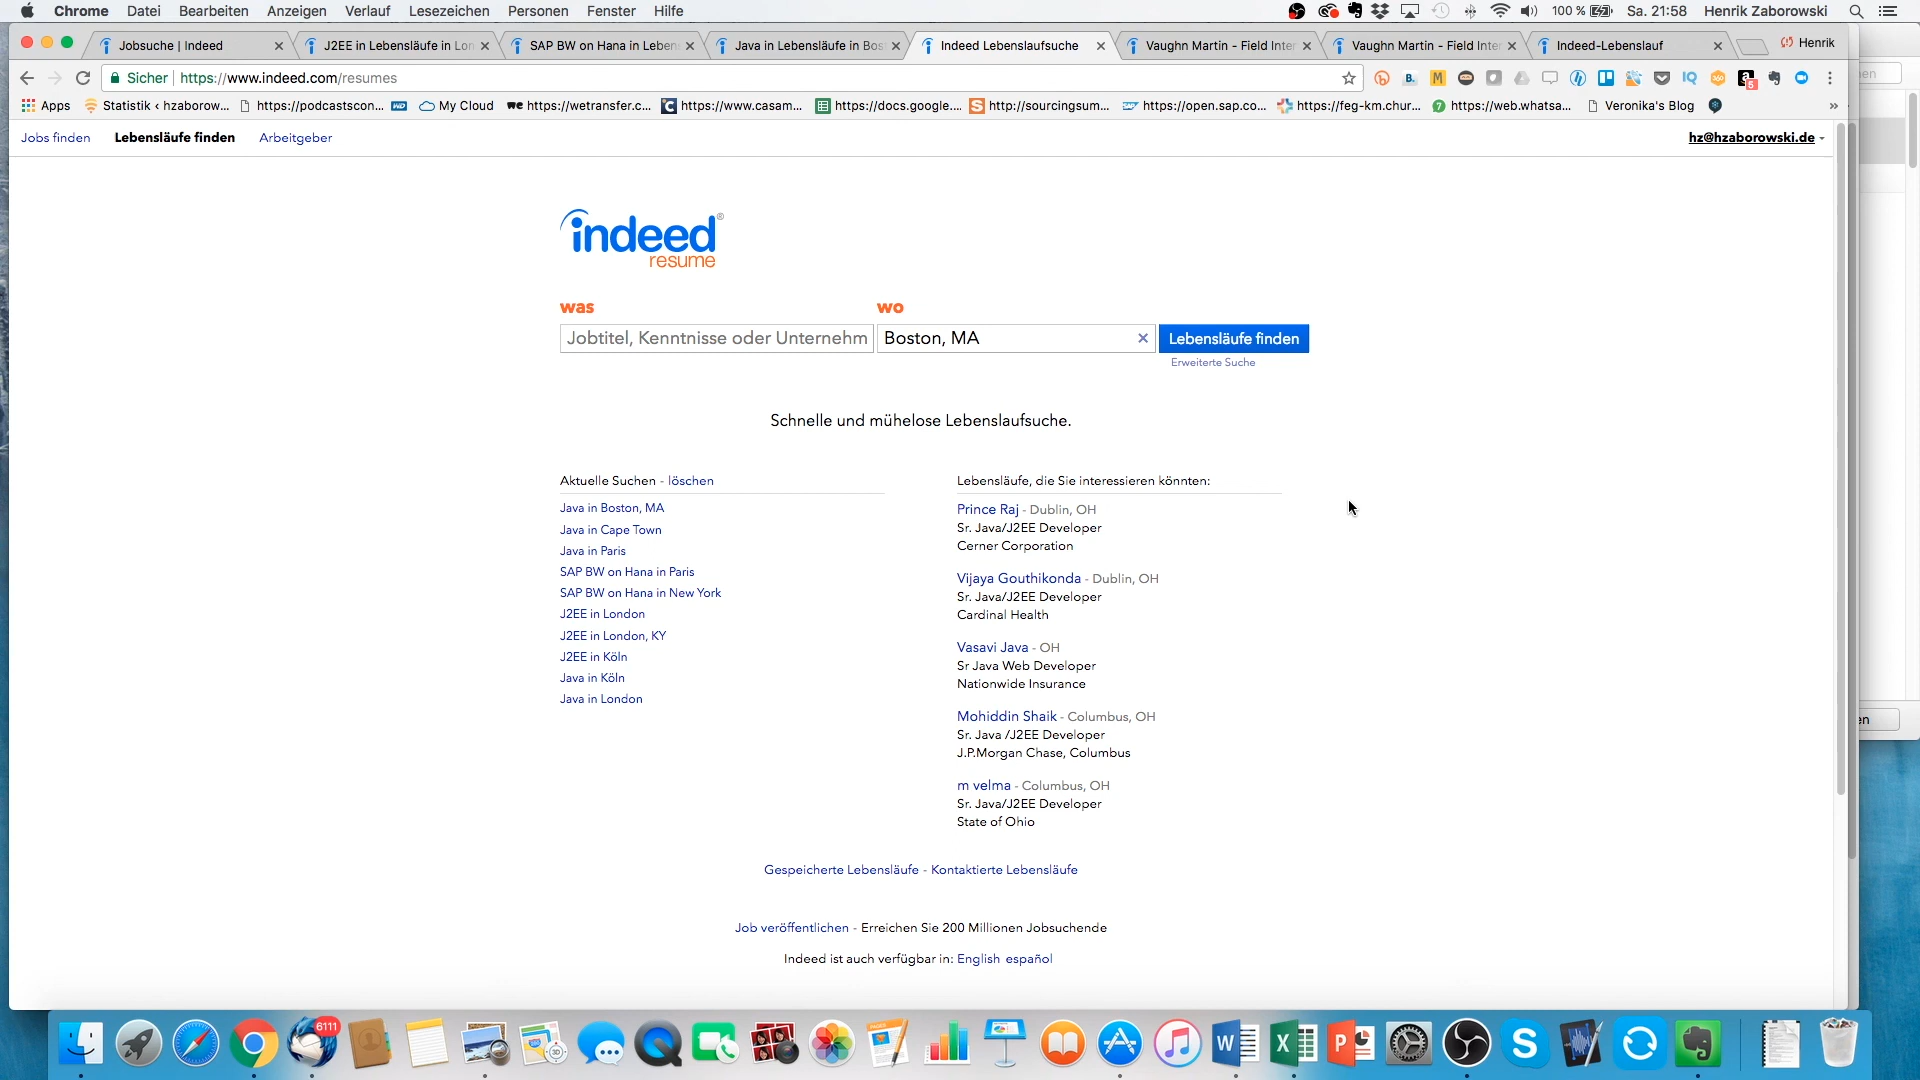 Chrome Datei Bearbeiten Anzeigen Verlauf Lesezeichen Personen Fenster Hilfe 100 % Sa. 21:58 Henrik Zaborowski
Jobsuche | Indeed J2EE in Lebensläufe in Lon SAP BW on Hana in Leben Java in Lebensläufe in Bos Indeed Lebenslaufsuche Vaughn Martin - Field Inter Vaughn Martin - Field Inter Indeed-Lebenslauf Henrik
Sicher https://www.indeed.com/resumes
Apps Statistik ‹ hzaborow... https://podcastscon... My Cloud https://wetransfer.c... https://www.casam... https://docs.google.... http://sourcingsum... https://open.sap.co... https://feg-km.chur... https://web.whatsa... Veronika's Blog »
Jobs finden Lebensläufe finden Arbeitgeber hz@hzaborowski.de
indeed®
resume
was wo
Jobtitel, Kenntnisse oder Unternehm Boston, MA Lebensläufe finden
Erweiterte Suche
Schnelle und mühelose Lebenslaufsuche.
Aktuelle Suchen - löschen
Java in Boston, MA
Java in Cape Town
Java in Paris
SAP BW on Hana in Paris
SAP BW on Hana in New York
J2EE in London
J2EE in London, KY
J2EE in Köln
Java in Köln
Java in London
Lebensläufe, die Sie interessieren könnten:
Prince Raj - Dublin, OH
Sr. Java/J2EE Developer
Cerner Corporation
Vijaya Gouthikonda - Dublin, OH
Sr. Java/J2EE Developer
Cardinal Health
Vasavi Java - OH
Sr Java Web Developer
Nationwide Insurance
Mohiddin Shaik - Columbus, OH
Sr. Java /J2EE Developer
J.P.Morgan Chase, Columbus
m velma - Columbus, OH
Sr. Java/J2EE Developer
State of Ohio
Gespeicherte Lebensläufe - Kontaktierte Lebensläufe
Job veröffentlichen - Erreichen Sie 200 Millionen Jobsuchende
Indeed ist auch verfügbar in: English español
6111